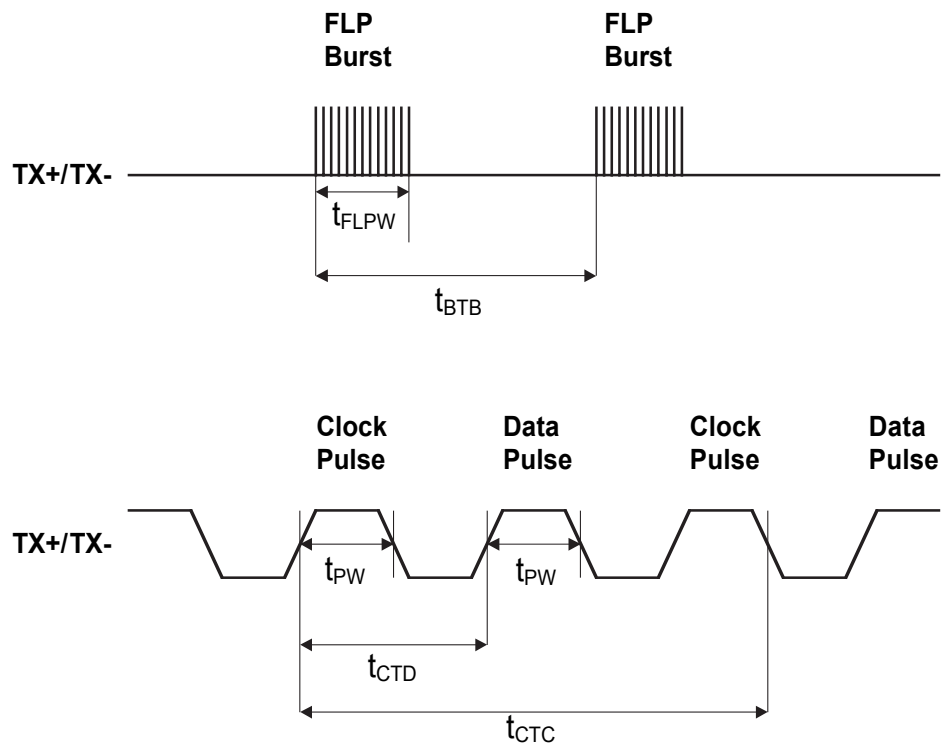 FLP
Burst
FLP
Burst
TX+/TX-
tFLPW
tBTB
Clock
Pulse
Data
Pulse
Clock
Pulse
Data
Pulse
TX+/TX-
tPW
tPW
tCTD
tCTC